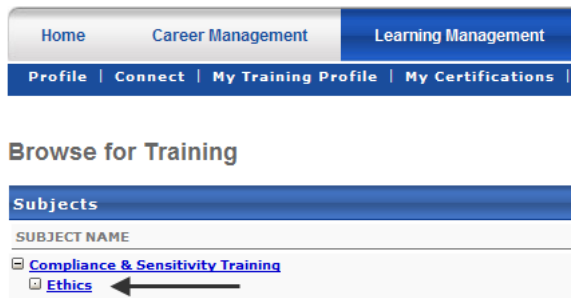 Home Career Management Learning Management
Profile | Connect | My Training Profile | My Certifications |
Browse for Training
Subjects
SUBJECT NAME
Compliance & Sensitivity Training
Ethics